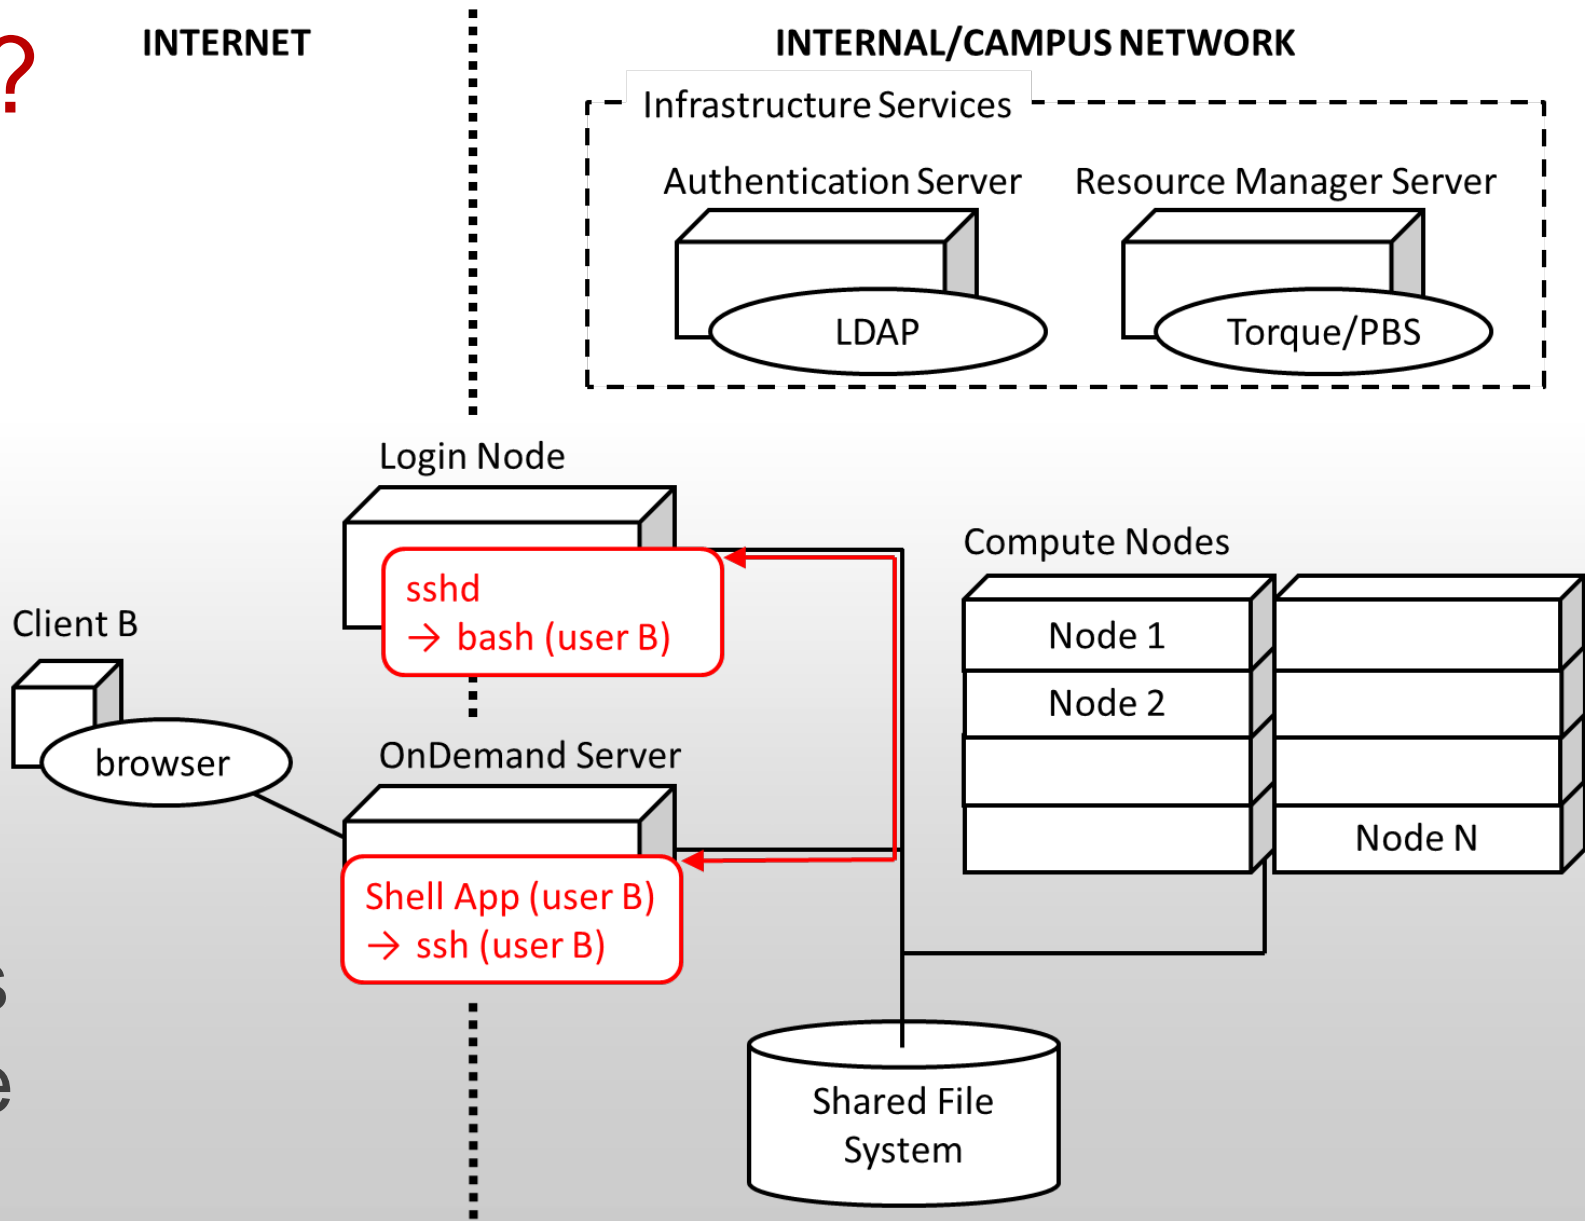 ?
INTERNET
INTERNAL/CAMPUS NETWORK
Infrastructure Services
Authentication Server
Resource Manager Server
LDAP
Torque/PBS
Login Node
sshd
→ bash (user B)
Compute Nodes
Node 1
Node 2
Node N
Client B
browser
OnDemand Server
Shell App (user B)
→ ssh (user B)
s
e
Shared File
System